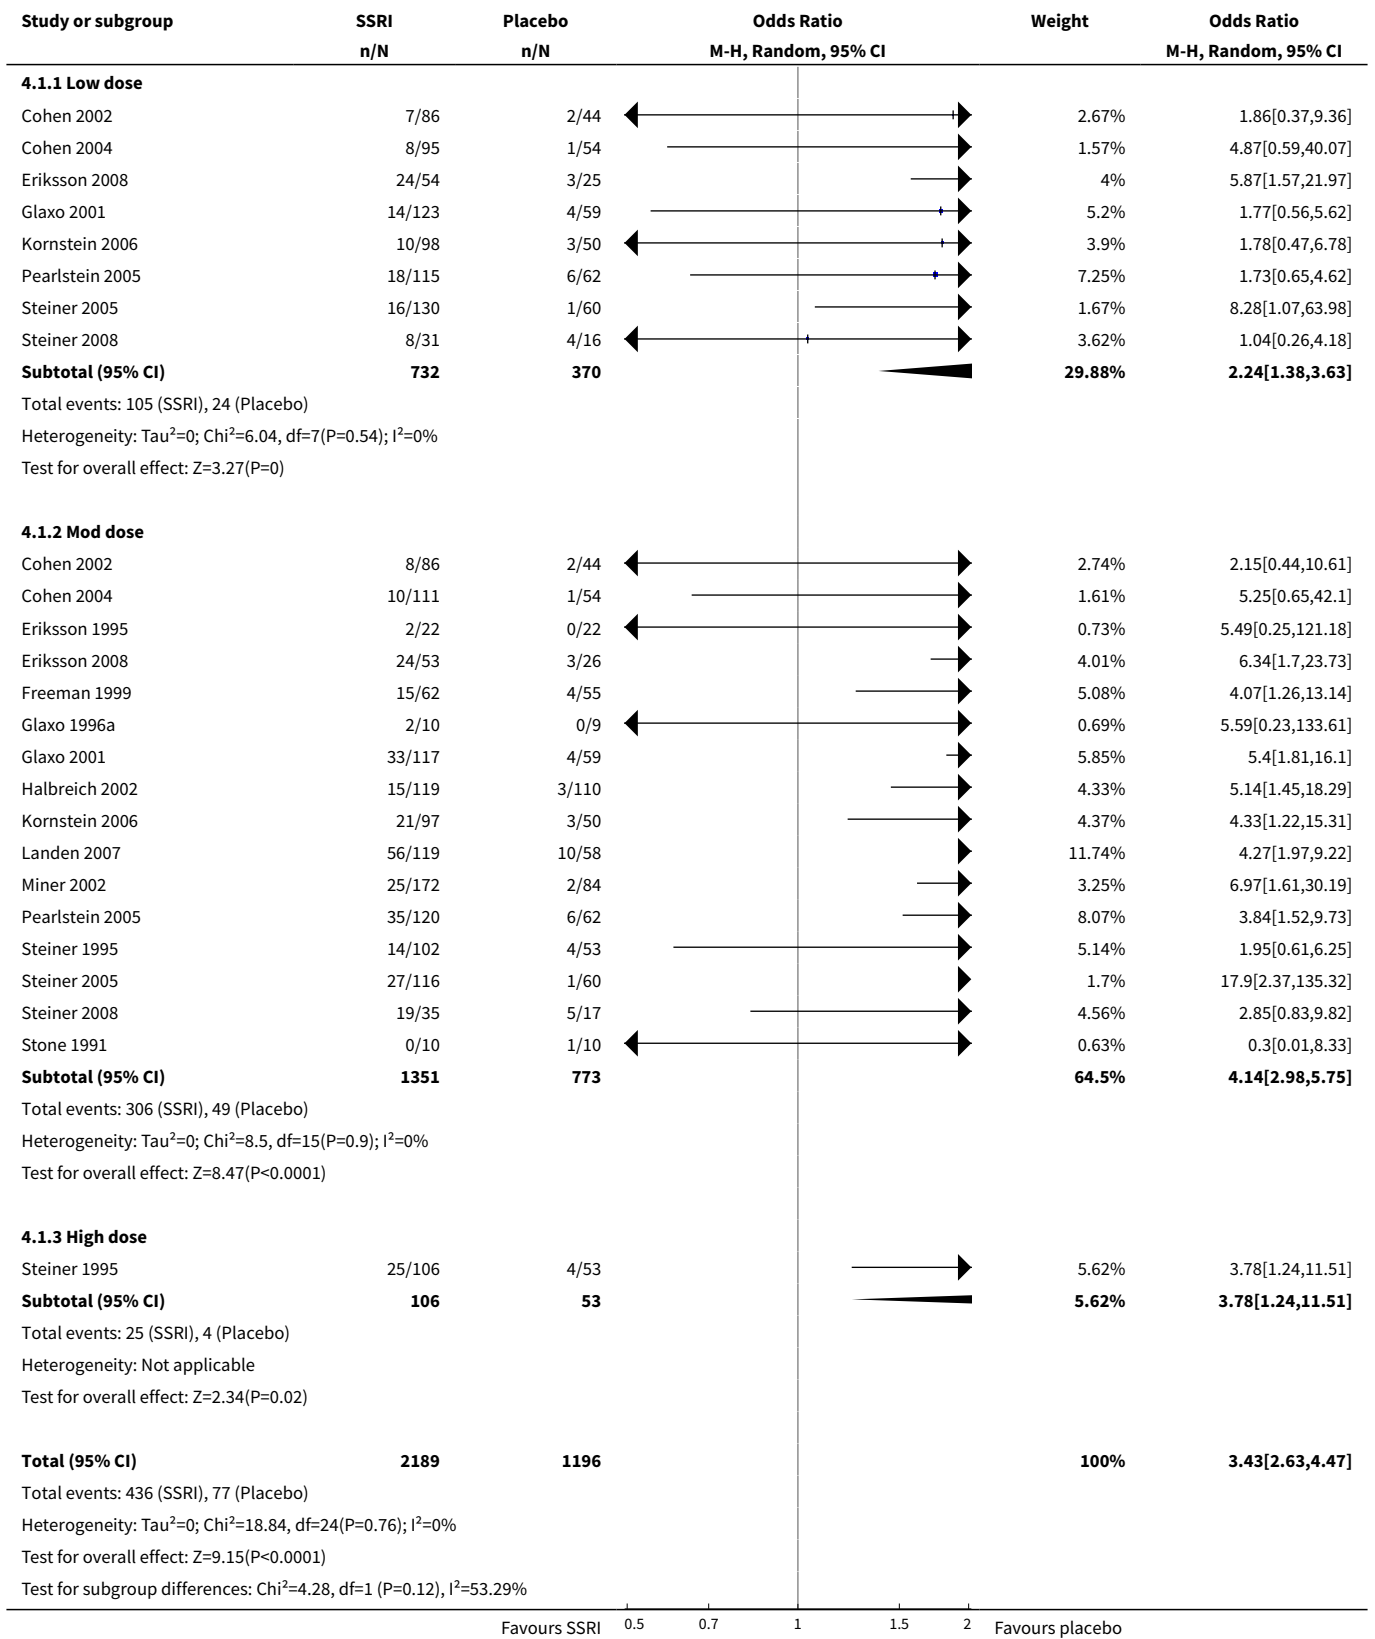 Study or subgroup SSRI Placebo Odds Ratio Weight Odds Ratio
n/N n/N M-H, Random, 95% CI M-H, Random, 95% CI
4.1.1 Low dose
Cohen 2002 7/86 2/44 2.67% 1.86[0.37,9.36]
Cohen 2004 8/95 1/54 1.57% 4.87[0.59,40.07]
Eriksson 2008 24/54 3/25 4% 5.87[1.57,21.97]
Glaxo 2001 14/123 4/59 5.2% 1.77[0.56,5.62]
Kornstein 2006 10/98 3/50 3.9% 1.78[0.47,6.78]
Pearlstein 2005 18/115 6/62 7.25% 1.73[0.65,4.62]
Steiner 2005 16/130 1/60 1.67% 8.28[1.07,63.98]
Steiner 2008 8/31 4/16 3.62% 1.04[0.26,4.18]
Subtotal (95% CI) 732 370 29.88% 2.24[1.38,3.63]
Total events: 105 (SSRI), 24 (Placebo)
Heterogeneity: Tau²=0; Chi²=6.04, df=7(P=0.54); I²=0%
Test for overall effect: Z=3.27(P=0)
4.1.2 Mod dose
Cohen 2002 8/86 2/44 2.74% 2.15[0.44,10.61]
Cohen 2004 10/111 1/54 1.61% 5.25[0.65,42.1]
Eriksson 1995 2/22 0/22 0.73% 5.49[0.25,121.18]
Eriksson 2008 24/53 3/26 4.01% 6.34[1.7,23.73]
Freeman 1999 15/62 4/55 5.08% 4.07[1.26,13.14]
Glaxo 1996a 2/10 0/9 0.69% 5.59[0.23,133.61]
Glaxo 2001 33/117 4/59 5.85% 5.4[1.81,16.1]
Halbreich 2002 15/119 3/110 4.33% 5.14[1.45,18.29]
Kornstein 2006 21/97 3/50 4.37% 4.33[1.22,15.31]
Landen 2007 56/119 10/58 11.74% 4.27[1.97,9.22]
Miner 2002 25/172 2/84 3.25% 6.97[1.61,30.19]
Pearlstein 2005 35/120 6/62 8.07% 3.84[1.52,9.73]
Steiner 1995 14/102 4/53 5.14% 1.95[0.61,6.25]
Steiner 2005 27/116 1/60 1.7% 17.9[2.37,135.32]
Steiner 2008 19/35 5/17 4.56% 2.85[0.83,9.82]
Stone 1991 0/10 1/10 0.63% 0.3[0.01,8.33]
Subtotal (95% CI) 1351 773 64.5% 4.14[2.98,5.75]
Total events: 306 (SSRI), 49 (Placebo)
Heterogeneity: Tau²=0; Chi²=8.5, df=15(P=0.9); I²=0%
Test for overall effect: Z=8.47(P<0.0001)
4.1.3 High dose
Steiner 1995 25/106 4/53 5.62% 3.78[1.24,11.51]
Subtotal (95% CI) 106 53 5.62% 3.78[1.24,11.51]
Total events: 25 (SSRI), 4 (Placebo)
Heterogeneity: Not applicable
Test for overall effect: Z=2.34(P=0.02)
Total (95% CI) 2189 1196 100% 3.43[2.63,4.47]
Total events: 436 (SSRI), 77 (Placebo)
Heterogeneity: Tau²=0; Chi²=18.84, df=24(P=0.76); I²=0%
Test for overall effect: Z=9.15(P<0.0001)
Test for subgroup differences: Chi²=4.28, df=1 (P=0.12), I²=53.29%
Favours SSRI 0.5 0.7 1 1.5 2 Favours placebo